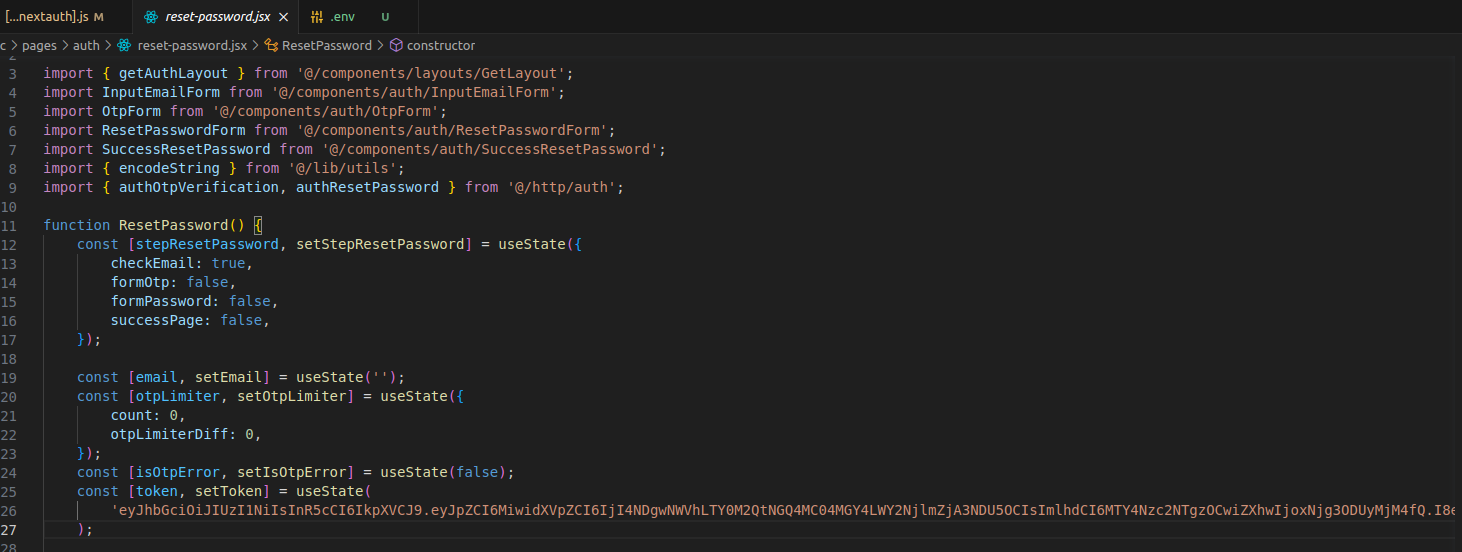 [...nextauth].js M reset-password.jsx × .env U
c > pages > auth > reset-password.jsx > ResetPassword > constructor
2
3 import { getAuthLayout } from '@/components/layouts/GetLayout';
4 import InputEmailForm from '@/components/auth/InputEmailForm';
5 import OtpForm from '@/components/auth/OtpForm';
6 import ResetPasswordForm from '@/components/auth/ResetPasswordForm';
7 import SuccessResetPassword from '@/components/auth/SuccessResetPassword';
8 import { encodeString } from '@/lib/utils';
9 import { authOtpVerification, authResetPassword } from '@/http/auth';
10
11 function ResetPassword() {
12 const [stepResetPassword, setStepResetPassword] = useState({
13 checkEmail: true,
14 formOtp: false,
15 formPassword: false,
16 successPage: false,
17 });
18
19 const [email, setEmail] = useState('');
20 const [otpLimiter, setOtpLimiter] = useState({
21 count: 0,
22 otpLimiterDiff: 0,
23 });
24 const [isOtpError, setIsOtpError] = useState(false);
25 const [token, setToken] = useState(
26 'eyJhbGciOiJIUzI1NiIsInR5cCI6IkpXVCJ9.eyJpZCI6MiwidXVpZCI6IjI4NDgwNWVhLTY0M2QtNGQ4MC04MGY4LWY2NjlmZjA3NDU5OCIsImlhdCI6MTY4Nzc2NTgzOCwiZXhwIjoxNjg3ODUyMjM4fQ.I8e
27 );
28